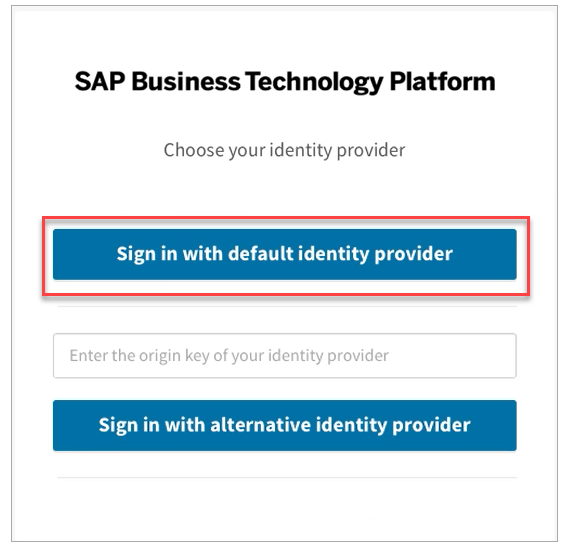 SAP Business Technology Platform
Choose your identity provider
Sign in with default identity provider
Enter the origin key of your identity provider
Sign in with alternative identity provider